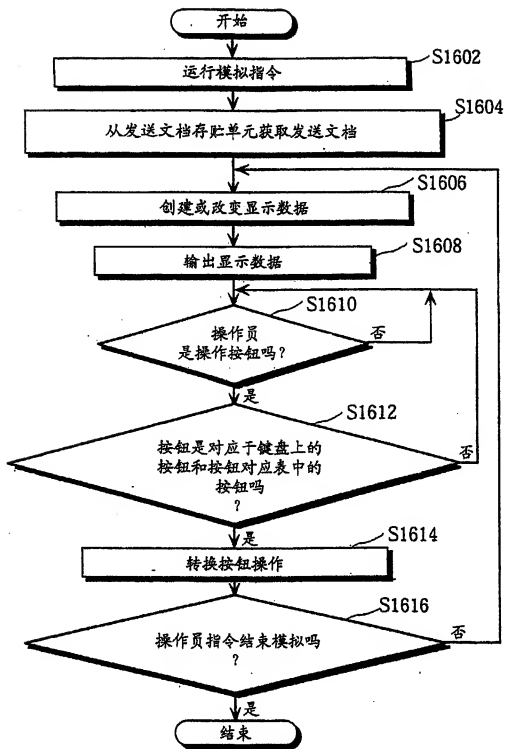 开始
S1602
运行模拟指令
S1604
从发送文档存贮单元获取发送文档
S1606
创建或改变显示数据
S1608
输出显示数据
S1610
操作员
是操作按钮吗?
否
是
S1612
按钮是对应于键盘上的
按钮和按钮对应表中的
按钮吗
?
否
是
S1614
转换按钮操作
S1616
操作员指令结束模拟吗
?
否
是
结束